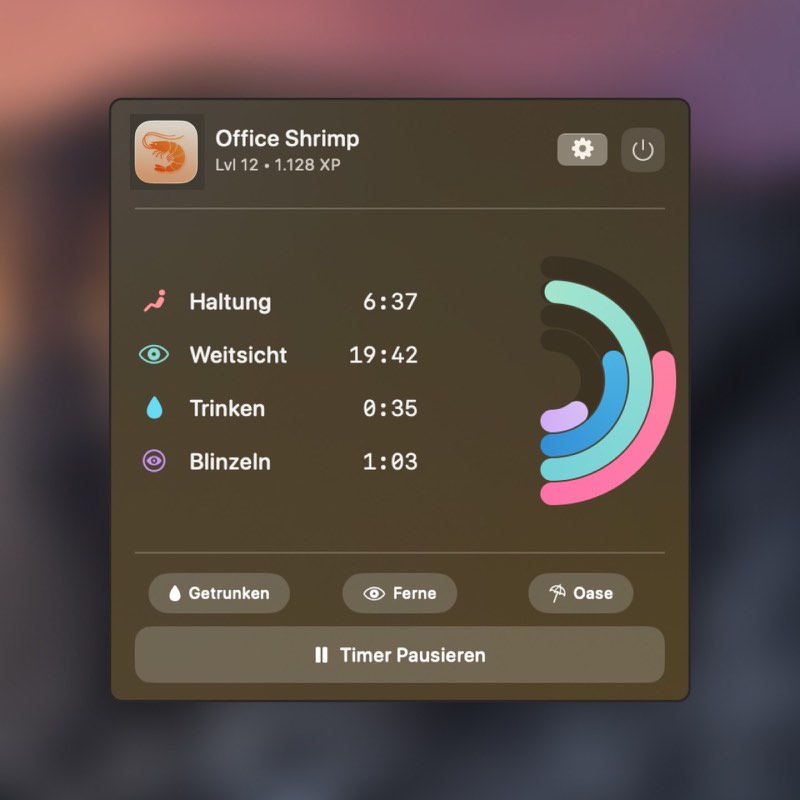 Office Shrimp
Lvl 12 • 1.128 XP
Haltung 6:37
Weitsicht 19:42
Trinken 0:35
Blinzeln 1:03
Getrunken Ferne Oase
Timer Pausieren